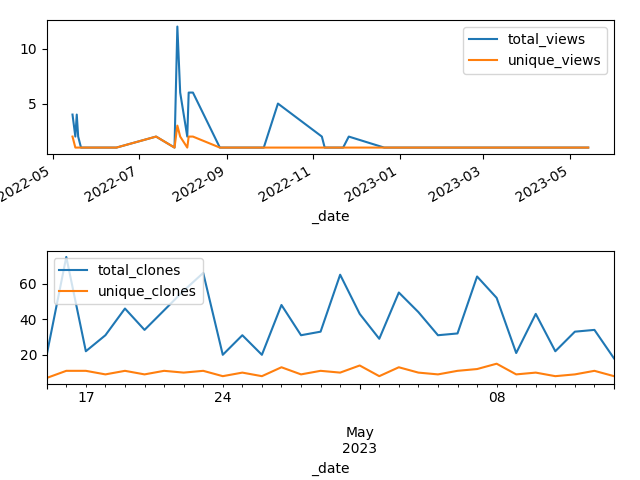 10
5
total_views
unique_views
2022-05
2022-07
2022-09
2022-11
2023-01
2023-03
2023-05
_date
60
40
20
total_clones
unique_clones
17
24
08
May
2023
_date